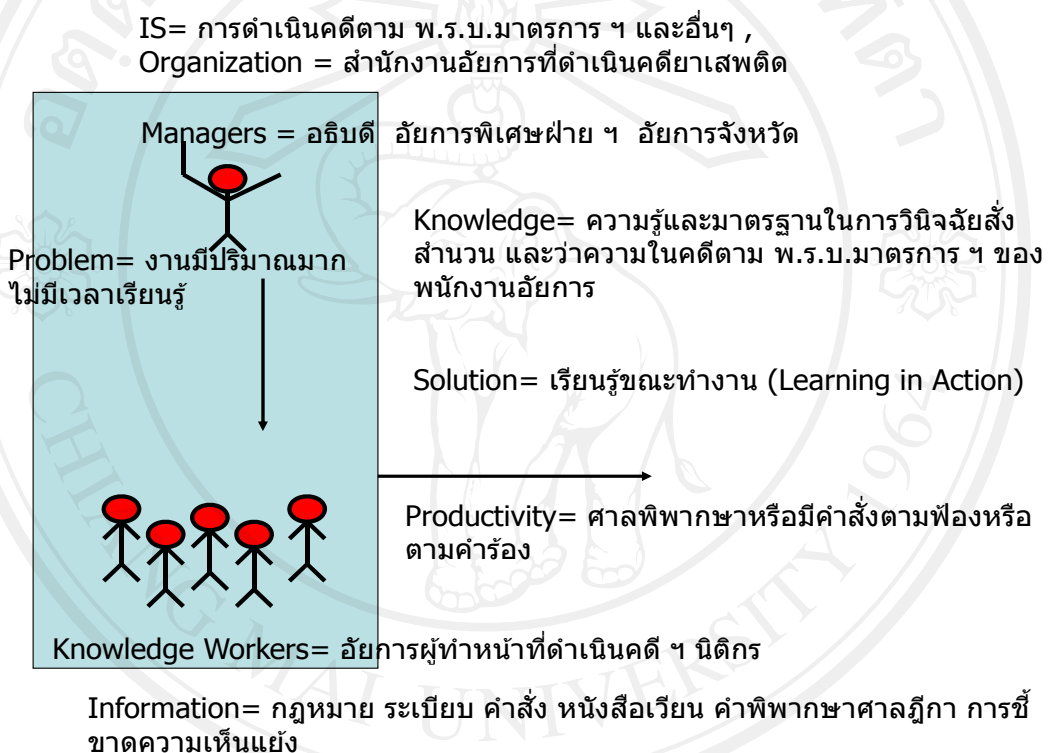 IS= การดำเนินคดีตาม พ.ร.บ.มาตรการ ฯ และอื่นๆ ,
Organization = สำนักงานอัยการที่ดำเนินคดียาเสพติด
Managers = อธิบดี อัยการพิเศษฝ่าย ฯ อัยการจังหวัด
Knowledge= ความรู้และมาตรฐานในการวินิจฉัยสั่ง
สำนวน และว่าความในคดีตาม พ.ร.บ.มาตรการ ฯ ของ
พนักงานอัยการ
Problem= งานมีปริมาณมาก
ไม่มีเวลาเรียนรู้
Solution= เรียนรู้ขณะทำงาน (Learning in Action)
Productivity= ศาลพิพากษาหรือมีคำสั่งตามฟ้องหรือ
ตามคำร้อง
Knowledge Workers= อัยการผู้ทำหน้าที่ดำเนินคดี ฯ นิติกร
Information= กฎหมาย ระเบียบ คำสั่ง หนังสือเวียน คำพิพากษาศาลฎีกา การชี้
ขาดความเห็นแย้ง
CHIANG MAI UNIVERSITY 1964